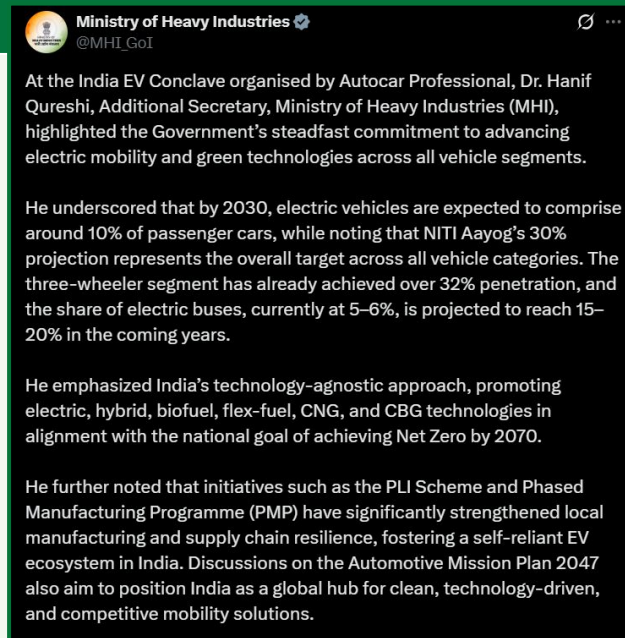 Ministry of Heavy Industries
@MHI_GoI
At the India EV Conclave organised by Autocar Professional, Dr. Hanif
Qureshi, Additional Secretary, Ministry of Heavy Industries (MHI),
highlighted the Government’s steadfast commitment to advancing
electric mobility and green technologies across all vehicle segments.
He underscored that by 2030, electric vehicles are expected to comprise
around 10% of passenger cars, while noting that NITI Aayog’s 30%
projection represents the overall target across all vehicle categories. The
three-wheeler segment has already achieved over 32% penetration, and
the share of electric buses, currently at 5–6%, is projected to reach 15–
20% in the coming years.
He emphasized India’s technology-agnostic approach, promoting
electric, hybrid, biofuel, flex-fuel, CNG, and CBG technologies in
alignment with the national goal of achieving Net Zero by 2070.
He further noted that initiatives such as the PLI Scheme and Phased
Manufacturing Programme (PMP) have significantly strengthened local
manufacturing and supply chain resilience, fostering a self-reliant EV
ecosystem in India. Discussions on the Automotive Mission Plan 2047
also aim to position India as a global hub for clean, technology-driven,
and competitive mobility solutions.